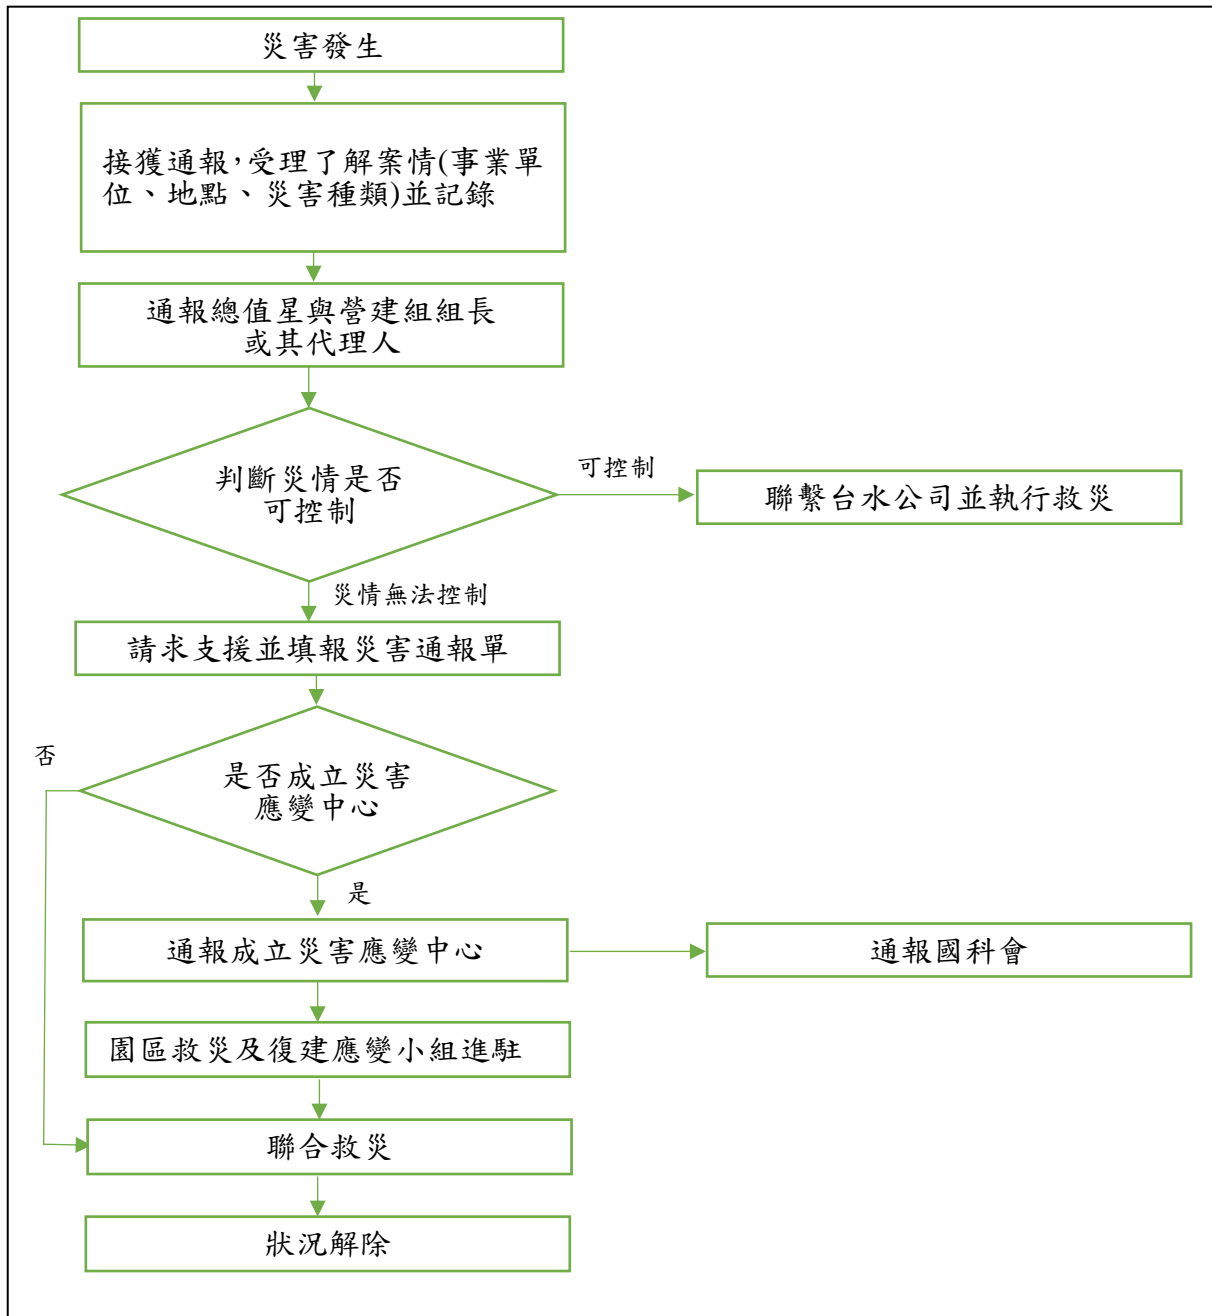 災害發生
接獲通報,受理了解案情(事業單
位、地點、災害種類)並記錄
通報總值星與營建組組長
或其代理人
判斷災情是否
可控制
可控制
聯繫台水公司並執行救災
災情無法控制
請求支援並填報災害通報單
否
是否成立災害
應變中心
是
通報成立災害應變中心
通報國科會
園區救災及復建應變小組進駐
聯合救災
狀況解除